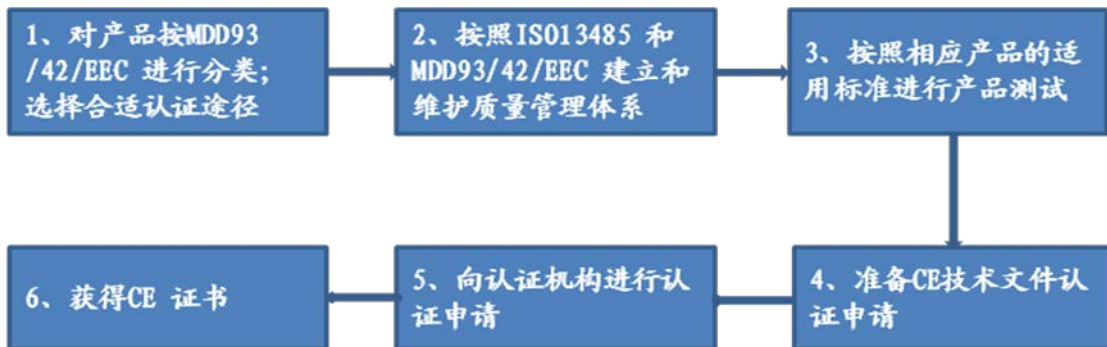 1、对产品按MDD93
/42/EEC 进行分类;
选择合适认证途径
2、按照ISO13485 和
MDD93/42/EEC 建立和
维护质量管理体系
3、按照相应产品的适
用标准进行产品测试
4、准备CE技术文件认
证申请
5、向认证机构进行认
证申请
6、获得CE 证书